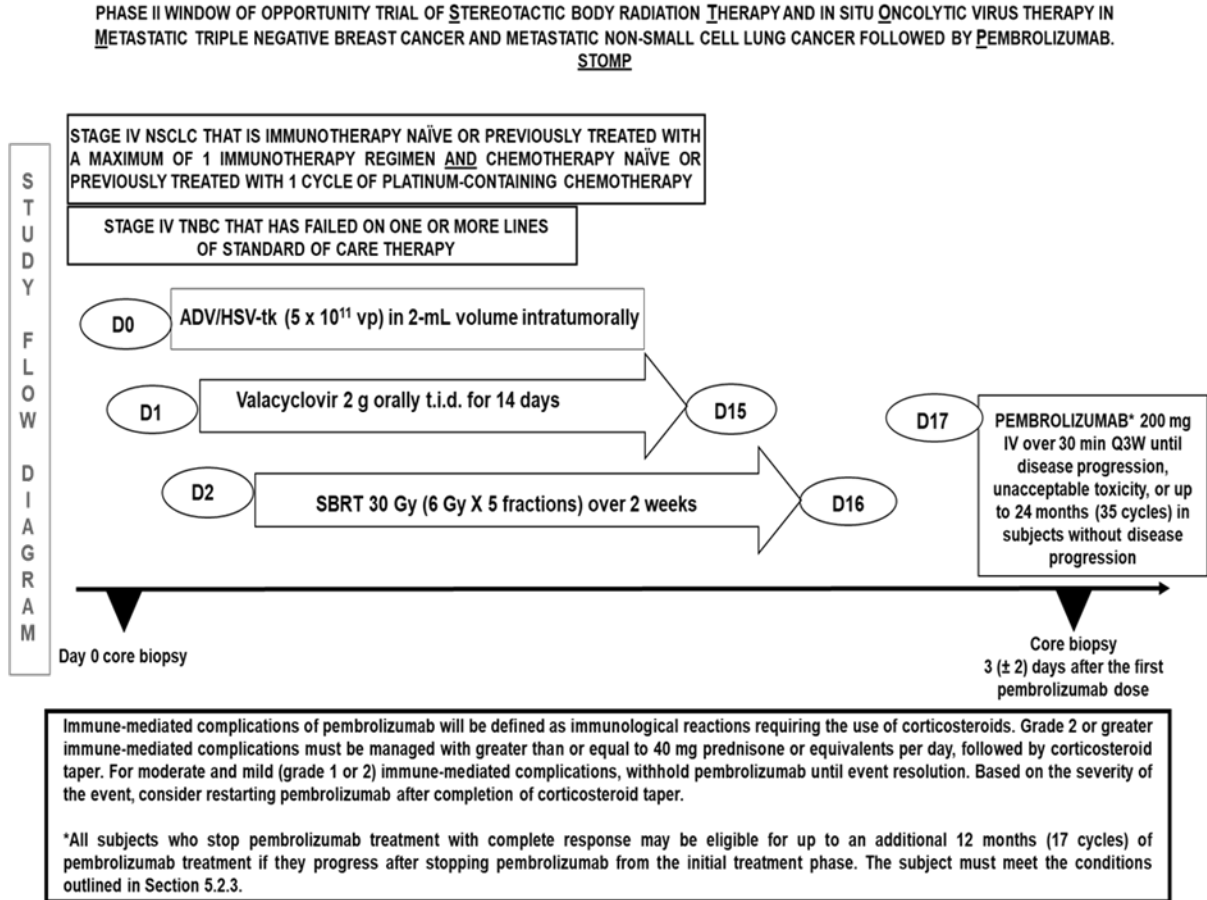 PHASE II WINDOW OF OPPORTUNITY TRIAL OF STEREOTACTIC BODY RADIATION THERAPY AND IN SITU ONCOLYTIC VIRUS THERAPY IN
METASTATIC TRIPLE NEGATIVE BREAST CANCER AND METASTATIC NON-SMALL CELL LUNG CANCER FOLLOWED BY PEMBROLIZUMAB.
STOMP
STUDY FLOW DIAGRAM
STAGE IV NSCLC THAT IS IMMUNOTHERAPY NAÏVE OR PREVIOUSLY TREATED WITH
A MAXIMUM OF 1 IMMUNOTHERAPY REGIMEN AND CHEMOTHERAPY NAÏVE OR
PREVIOUSLY TREATED WITH 1 CYCLE OF PLATINUM-CONTAINING CHEMOTHERAPY
STAGE IV TNBC THAT HAS FAILED ON ONE OR MORE LINES
OF STANDARD OF CARE THERAPY
D0
ADV/HSV-tk (5 x 10¹¹ vp) in 2-mL volume intratumorally
D1
Valacyclovir 2 g orally t.i.d. for 14 days
D15
D2
SBRT 30 Gy (6 Gy X 5 fractions) over 2 weeks
D16
D17
PEMBROLIZUMAB* 200 mg
IV over 30 min Q3W until
disease progression,
unacceptable toxicity, or up
to 24 months (35 cycles) in
subjects without disease
progression
Day 0 core biopsy
Core biopsy
3 (± 2) days after the first
pembrolizumab dose
Immune-mediated complications of pembrolizumab will be defined as immunological reactions requiring the use of corticosteroids. Grade 2 or greater
immune-mediated complications must be managed with greater than or equal to 40 mg prednisone or equivalents per day, followed by corticosteroid
taper. For moderate and mild (grade 1 or 2) immune-mediated complications, withhold pembrolizumab until event resolution. Based on the severity of
the event, consider restarting pembrolizumab after completion of corticosteroid taper.
*All subjects who stop pembrolizumab treatment with complete response may be eligible for up to an additional 12 months (17 cycles) of
pembrolizumab treatment if they progress after stopping pembrolizumab from the initial treatment phase. The subject must meet the conditions
outlined in Section 5.2.3.